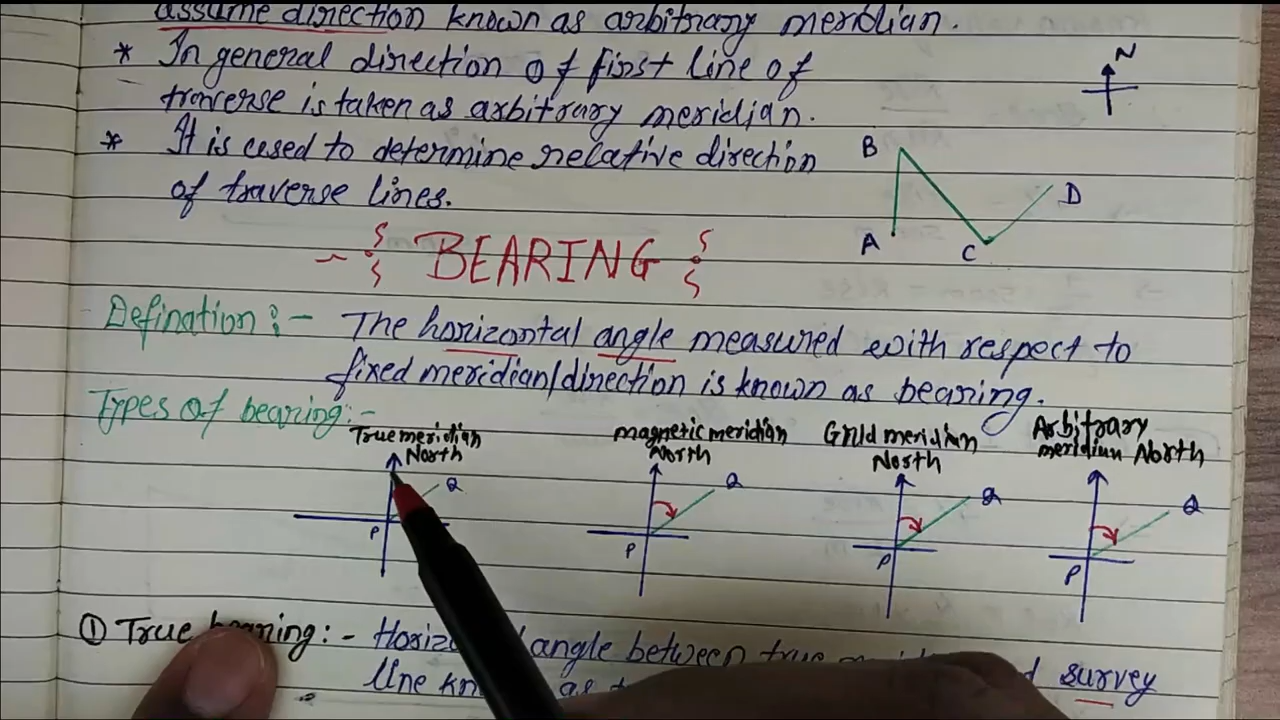 assume direction known as arbitrary meridian.
* In general direction of first line of
traverse is taken as arbitrary meridian.
* It is used to determine relative direction
of traverse lines.
N
B
A
C
D
BEARING
Defination:- The horizontal angle measured with respect to
fixed meridian/direction is known as bearing.
Types of bearing:-
True meridian
North
Q
P
magnetic meridian
North
Q
P
Grid meridian
North
Q
P
Arbitrary
meridian North
Q
P
① True bearing:- angle between true survey
Line